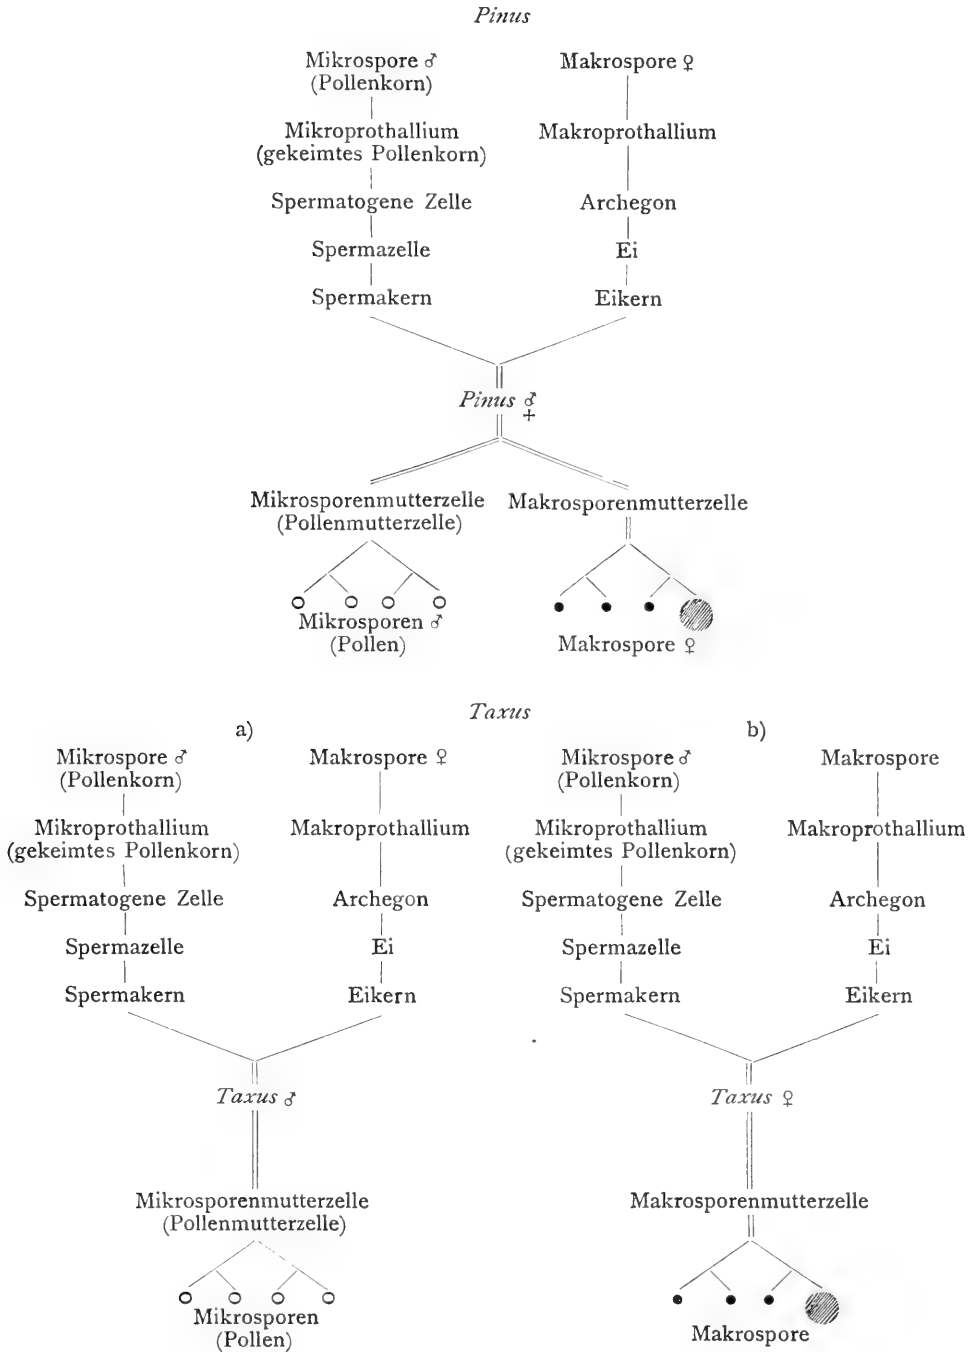 Pinus
Mikrospore ♂
(Pollenkorn)
Makrospore ♀
Mikroprothallium
(gekeimtes Pollenkorn)
Makroprothallium
Spermatogene Zelle
Archegon
Spermazelle
Ei
Spermakern
Eikern
Pinus ⚥
Mikrosporenmutterzelle
(Pollenmutterzelle)
Makrosporenmutterzelle
Mikrosporen ♂
(Pollen)
Makrospore ♀
Taxus
a)
Mikrospore ♂
(Pollenkorn)
Makrospore ♀
Mikroprothallium
(gekeimtes Pollenkorn)
Makroprothallium
Spermatogene Zelle
Archegon
Spermazelle
Ei
Spermakern
Eikern
Taxus ♂
Mikrosporenmutterzelle
(Pollenmutterzelle)
Mikrosporen
(Pollen)
b)
Mikrospore ♂
(Pollenkorn)
Makrospore
Mikroprothallium
(gekeimtes Pollenkorn)
Makroprothallium
Spermatogene Zelle
Archegon
Spermazelle
Ei
Spermakern
Eikern
Taxus ♀
Makrosporenmutterzelle
Makrospore